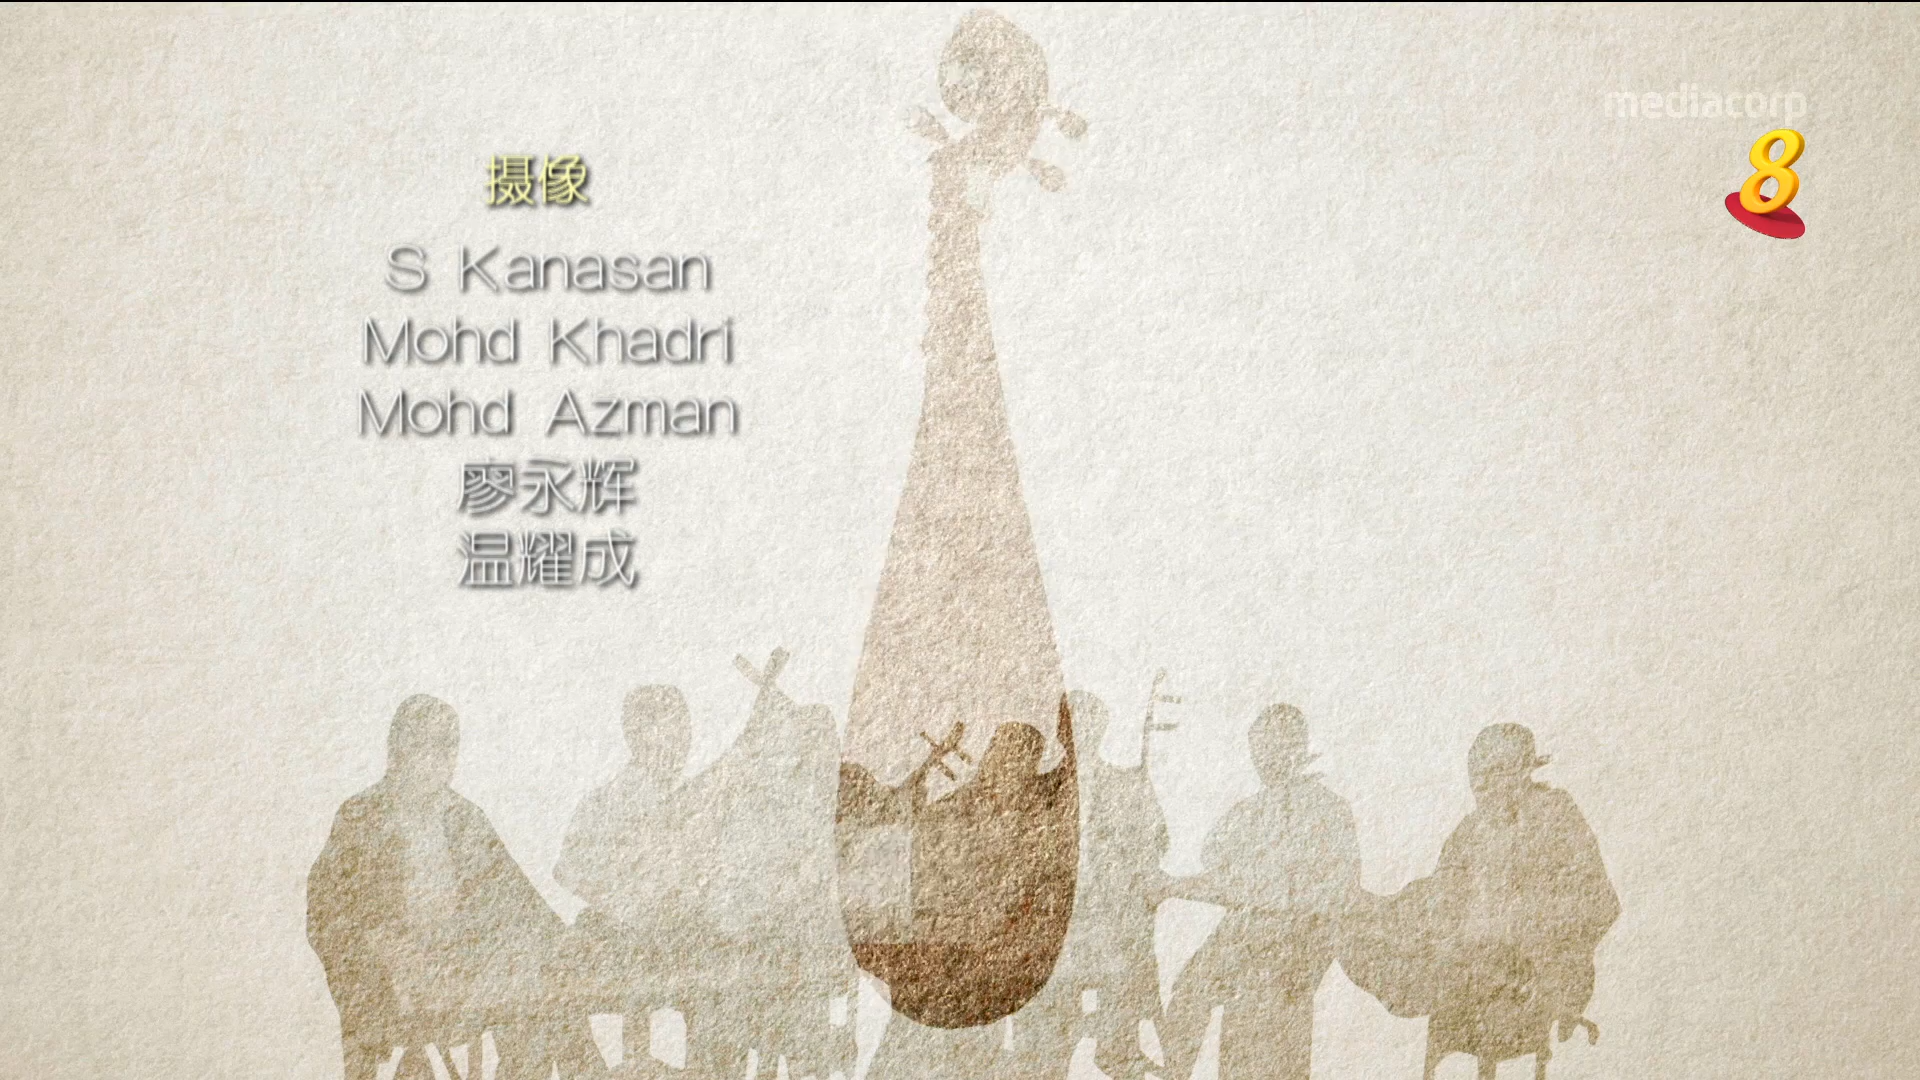 mediacorp
8
摄像
S Kanasan
Mohd Khadri
Mohd Azman
廖永辉
温耀成